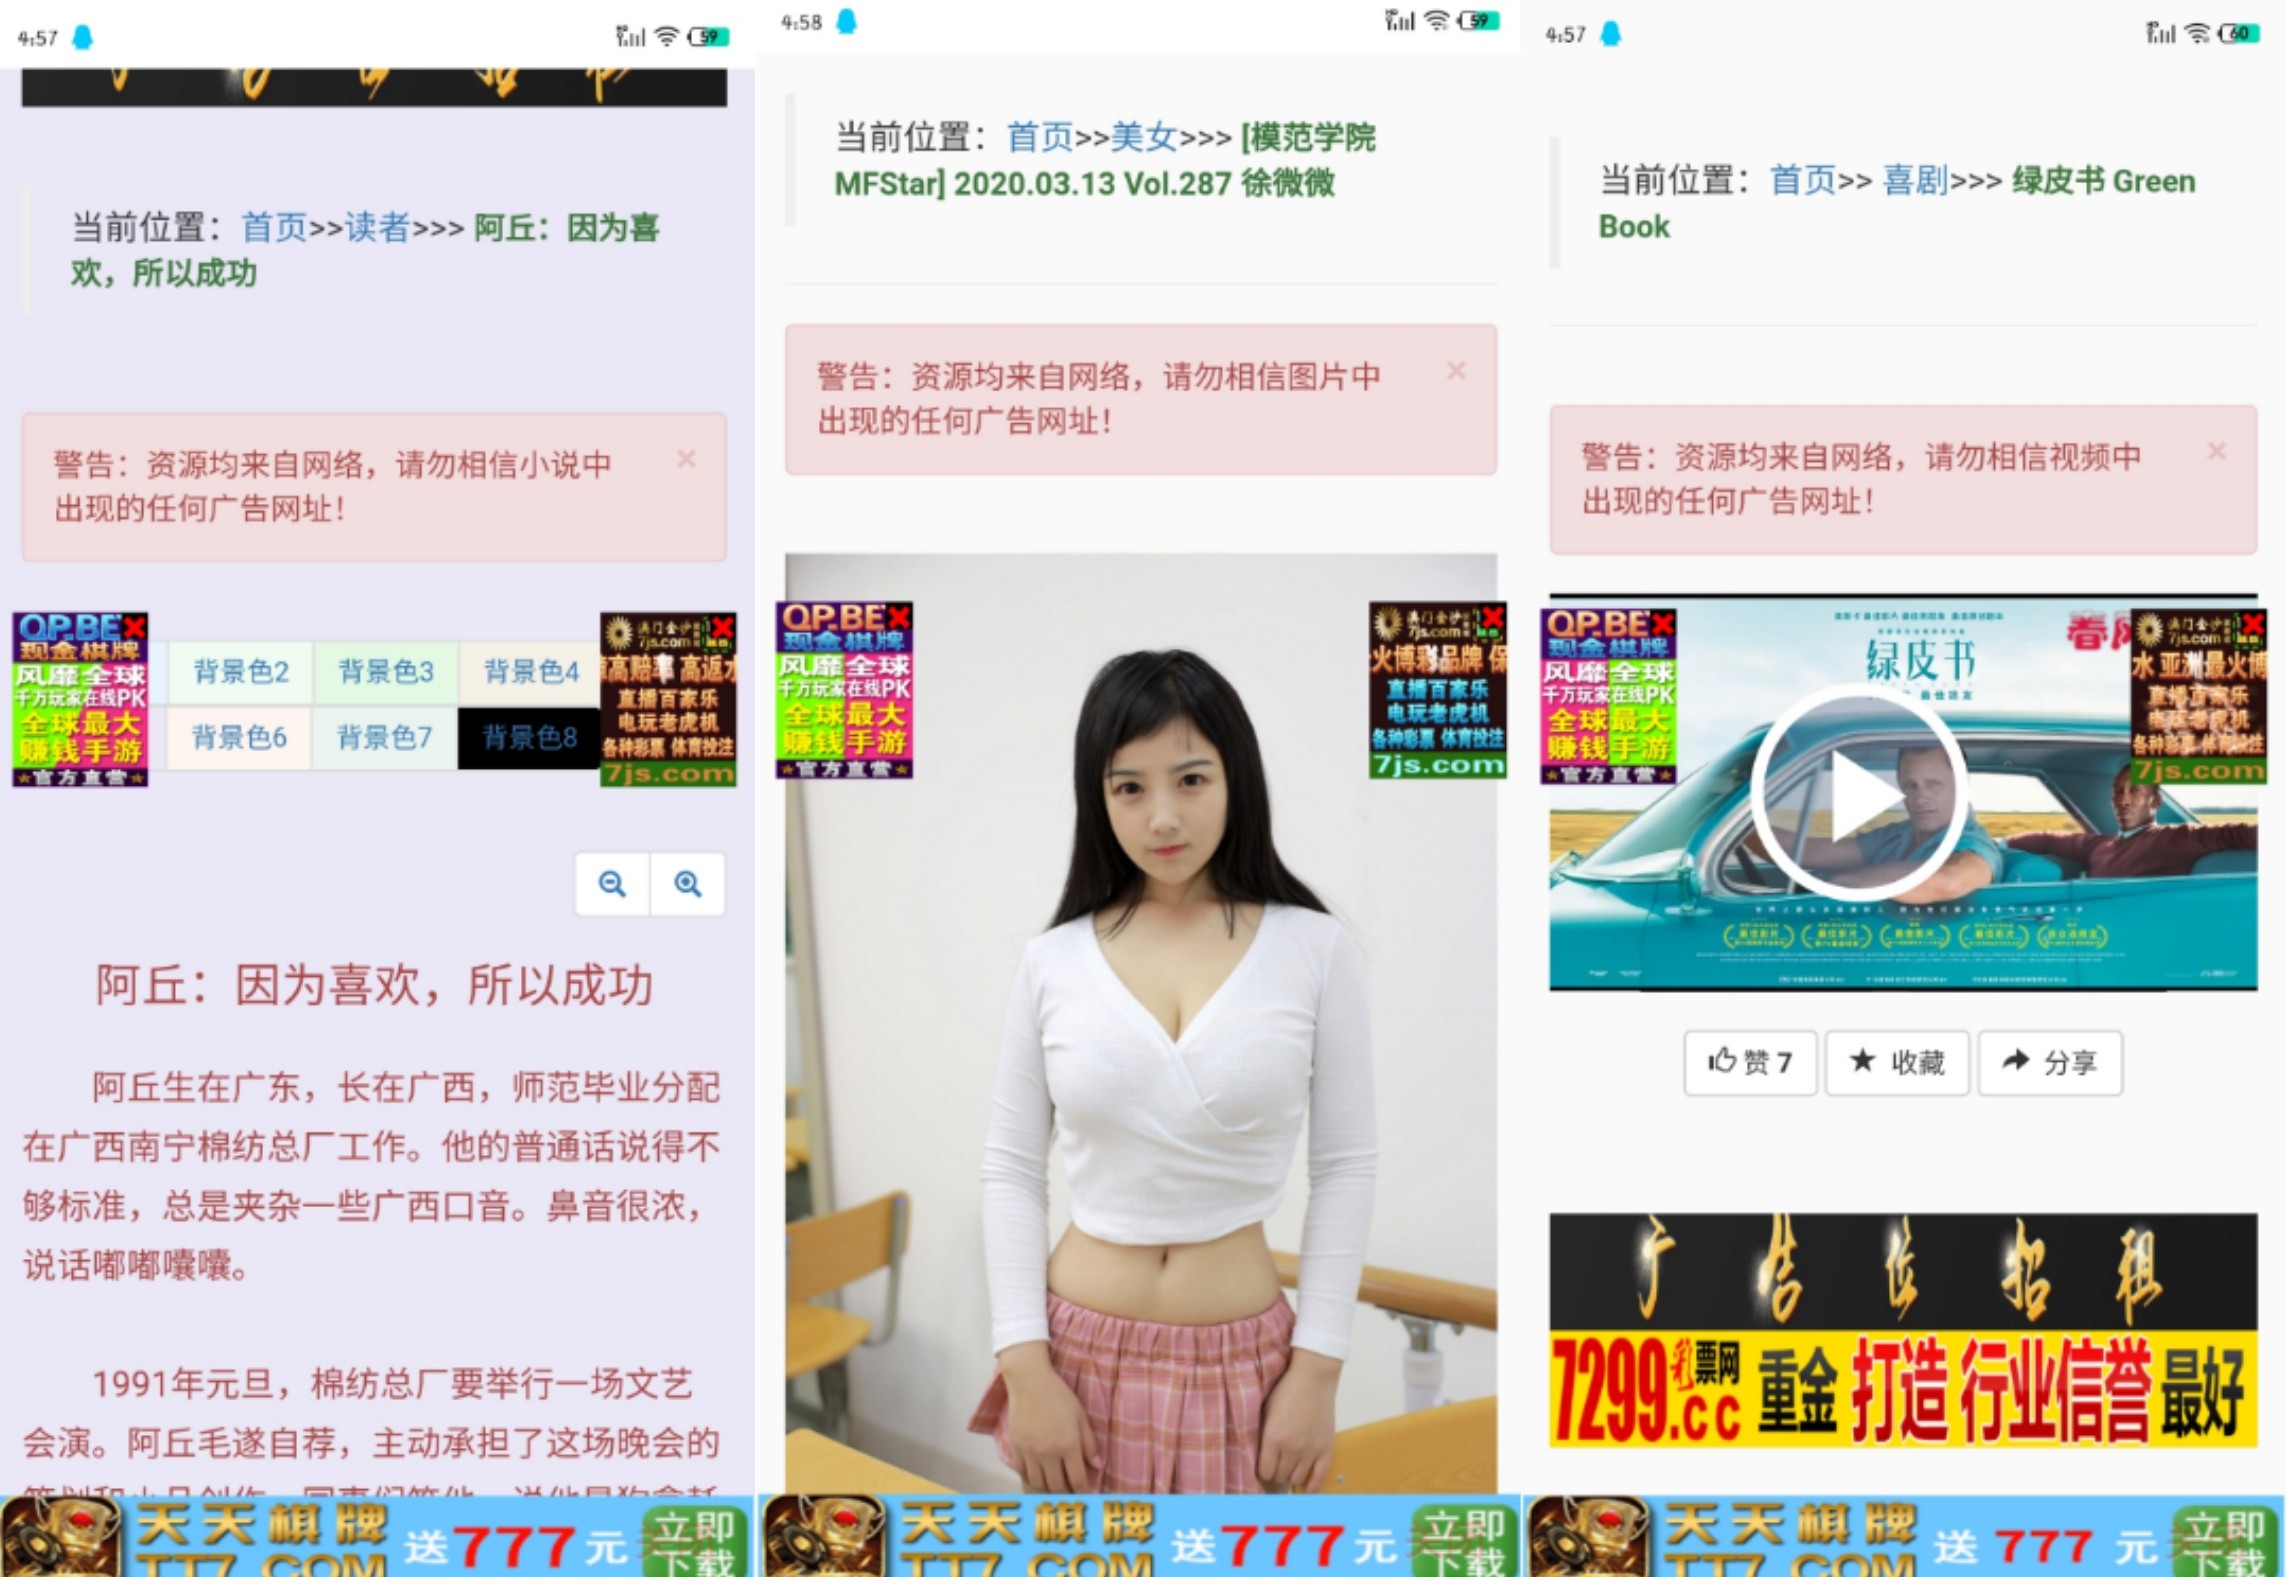 4:57
59
当前位置：首页>>读者>>> 阿丘：因为喜
欢，所以成功
警告：资源均来自网络，请勿相信小说中
出现的任何广告网址！
×
QP.BE
现金棋牌
风靡全球
千万玩家在线PK
全球最大
赚钱手游
★官方直营★
背景色2
背景色3
背景色4
背景色6
背景色7
背景色8
澳门金沙
7js.com
高赔率 高返水
直播百家乐
电玩老虎机
各种彩票 体育投注
7js.com
阿丘：因为喜欢，所以成功
阿丘生在广东，长在广西，师范毕业分配
在广西南宁棉纺总厂工作。他的普通话说得不
够标准，总是夹杂一些广西口音。鼻音很浓，
说话嘟嘟囔囔。
1991年元旦，棉纺总厂要举行一场文艺
会演。阿丘毛遂自荐，主动承担了这场晚会的
天天棋牌
TT7.COM
送777元
立即
下载
4:58
59
当前位置：首页>>美女>>> [模范学院
MFStar] 2020.03.13 Vol.287 徐微微
警告：资源均来自网络，请勿相信图片中
出现的任何广告网址！
×
QP.BE
现金棋牌
风靡全球
千万玩家在线PK
全球最大
赚钱手游
★官方直营★
澳门金沙
7js.com
火博彩品牌 保
直播百家乐
电玩老虎机
各种彩票 体育投注
7js.com
天天棋牌
TT7.COM
送777元
立即
下载
4:57
60
当前位置：首页>> 喜剧>>> 绿皮书 Green
Book
警告：资源均来自网络，请勿相信视频中
出现的任何广告网址！
×
QP.BE
现金棋牌
风靡全球
千万玩家在线PK
全球最大
赚钱手游
★官方直营★
绿皮书
澳门金沙
7js.com
水 亚洲最火博
直播百家乐
电玩老虎机
各种彩票 体育投注
7js.com
赞 7
收藏
分享
广告位招租
7299.cc 彩票网 重金 打造 行业信誉 最好
天天棋牌
TT7.COM
送 777 元
立即
下载